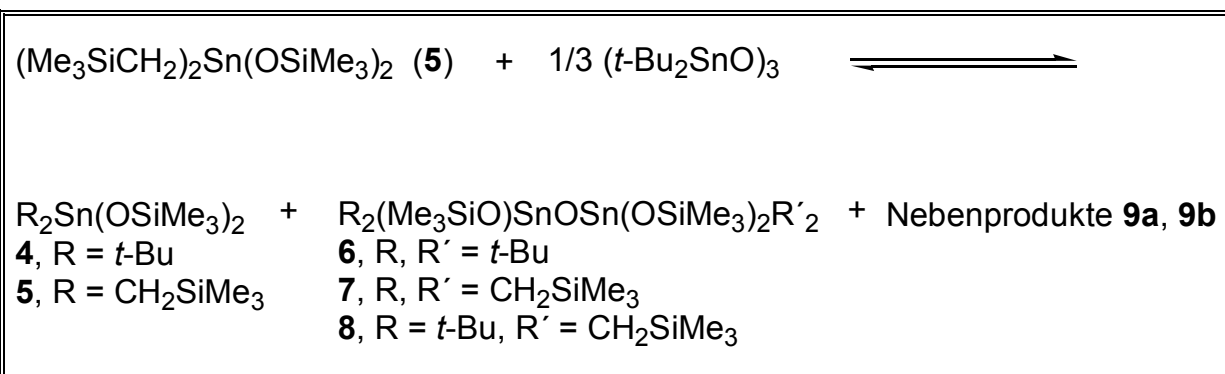 (Me₃SiCH₂)₂Sn(OSiMe₃)₂ (5) + 1/3 (t-Bu₂SnO)₃
R₂Sn(OSiMe₃)₂ + R₂(Me₃SiO)SnOSn(OSiMe₃)₂R´₂ + Nebenprodukte 9a, 9b
4, R = t-Bu 6, R, R´ = t-Bu
5, R = CH₂SiMe₃ 7, R, R´ = CH₂SiMe₃
8, R = t-Bu, R´ = CH₂SiMe₃